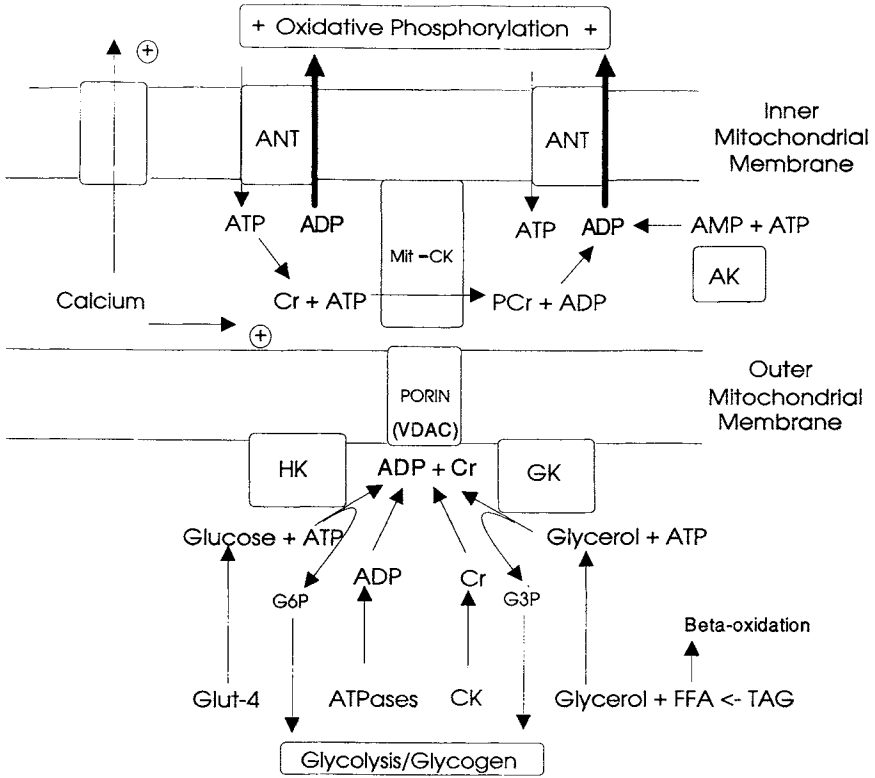 + Oxidative Phosphorylation +
+
ANT
ANT
Inner
Mitochondrial
Membrane
ATP
ADP
ATP
ADP
AMP + ATP
Mit-CK
AK
Calcium
Cr + ATP
PCr + ADP
+
Outer
Mitochondrial
Membrane
PORIN
(VDAC)
HK
ADP + Cr
GK
Glucose + ATP
Glycerol + ATP
ADP
Cr
G6P
G3P
Beta-oxidation
Glut-4
ATPases
CK
Glycerol + FFA <- TAG
Glycolysis/Glycogen